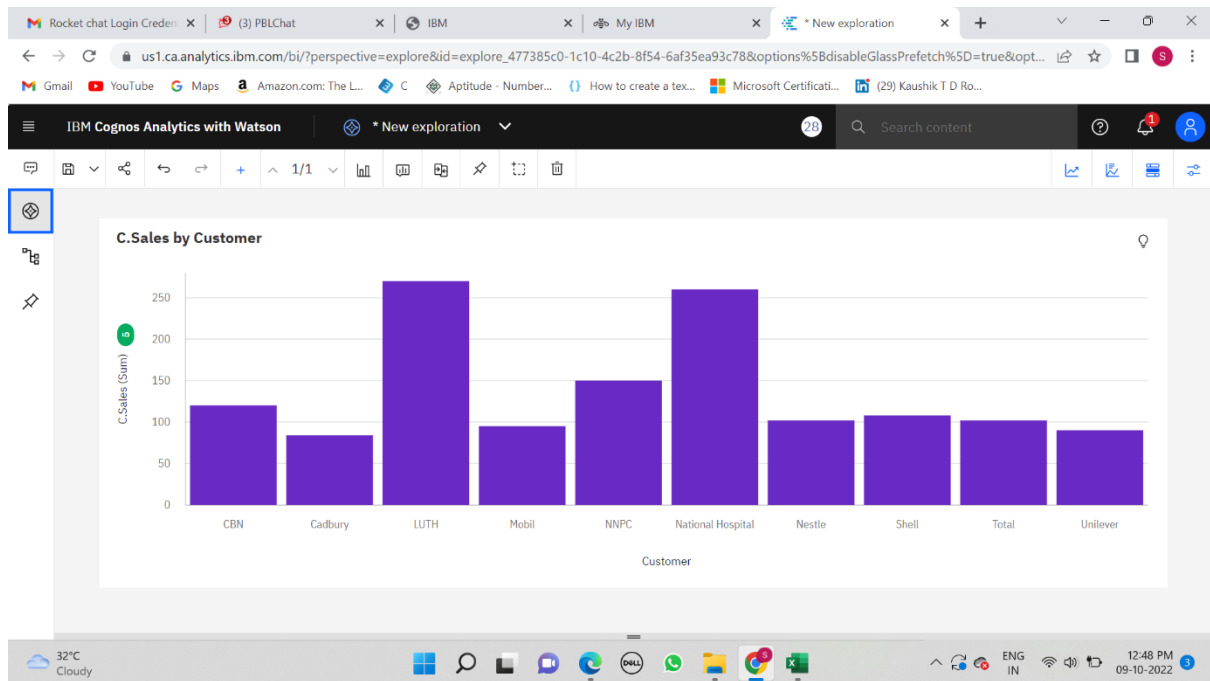 Rocket chat Login Creden
(3) PBLChat
IBM
My IBM
* New exploration
us1.ca.analytics.ibm.com/bi/?perspective=explore&id=explore_477385c0-1c10-4c2b-8f54-6af35ea93c78&options%5BdisableGlassPrefetch%5D=true&opt...
S
Gmail YouTube Maps Amazon.com: The L... C Aptitude - Number... How to create a tex... Microsoft Certificati... (29) Kaushik T D Ro...
IBM Cognos Analytics with Watson
* New exploration
28
Search content
1
1/1
C.Sales by Customer
C.Sales (Sum)
250
200
150
100
50
0
CBN Cadbury LUTH Mobil NNPC National Hospital Nestle Shell Total Unilever
Customer
32°C
Cloudy
DELL
ENG
IN
12:48 PM
09-10-2022
3